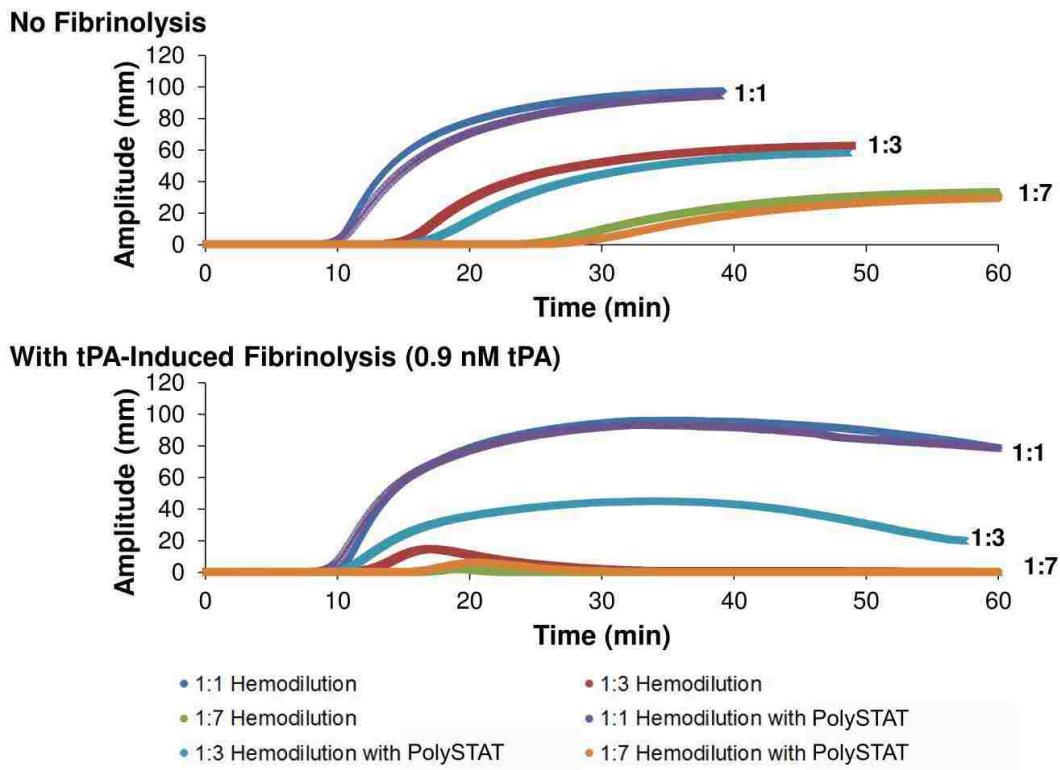 No Fibrinolysis
120
100
80
60
40
20
0
Amplitude (mm)
1:1
1:3
1:7
0 10 20 30 40 50 60
Time (min)
With tPA-Induced Fibrinolysis (0.9 nM tPA)
120
100
80
60
40
20
0
Amplitude (mm)
1:1
1:3
1:7
0 10 20 30 40 50 60
Time (min)
1:1 Hemodilution
1:3 Hemodilution
1:7 Hemodilution
1:1 Hemodilution with PolySTAT
1:3 Hemodilution with PolySTAT
1:7 Hemodilution with PolySTAT